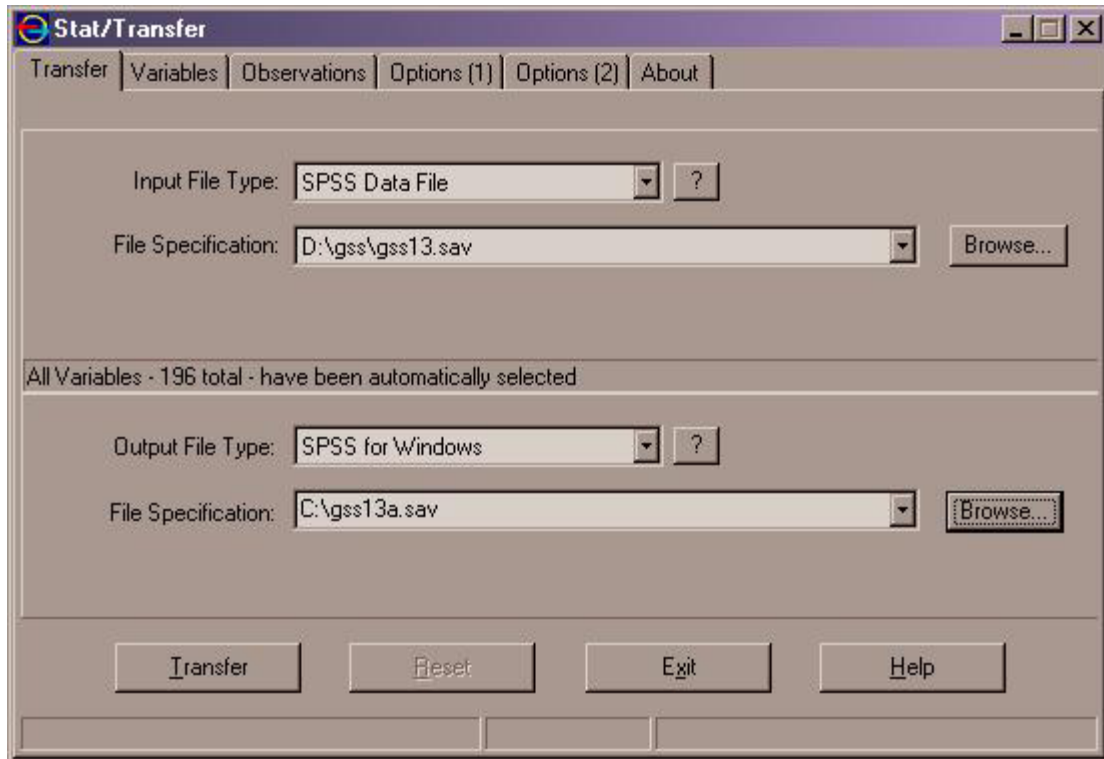 Stat/Transfer
Transfer Variables Observations Options (1) Options (2) About
Input File Type: SPSS Data File ?
File Specification: D:\gss\gss13.sav Browse...
All Variables - 196 total - have been automatically selected
Output File Type: SPSS for Windows ?
File Specification: C:\gss13a.sav Browse...
Transfer Reset Exit Help